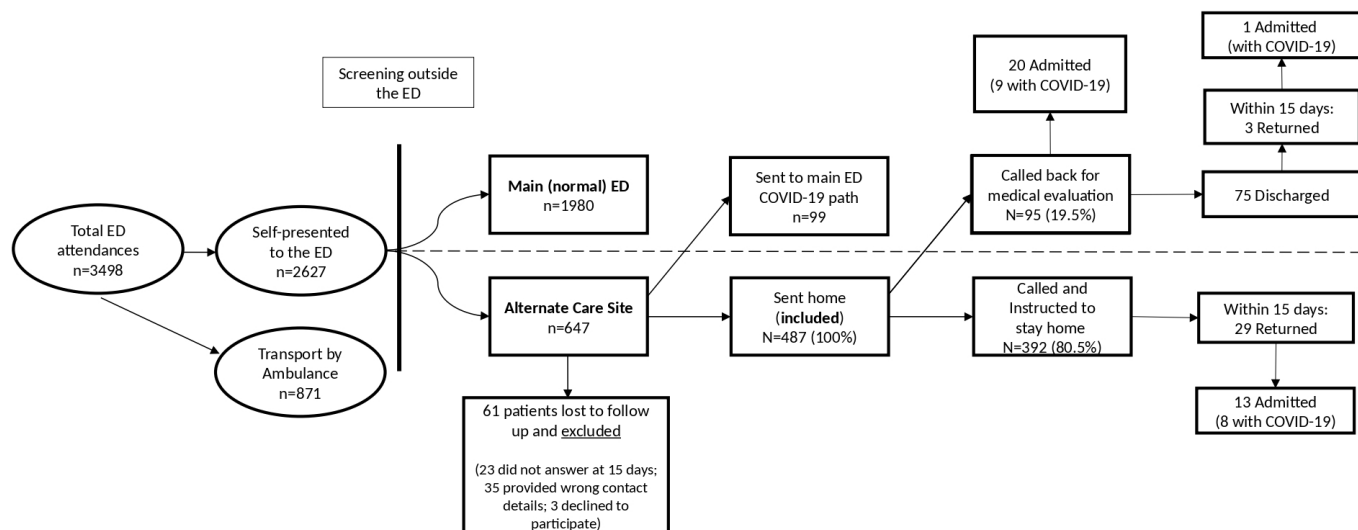 Total ED
attendances
n=3498
Self-presented
to the ED
n=2627
Transport by
Ambulance
n=871
Screening outside
the ED
Main (normal) ED
n=1980
Alternate Care Site
n=647
61 patients lost to follow
up and excluded
(23 did not answer at 15 days;
35 provided wrong contact
details; 3 declined to
participate)
Sent to main ED
COVID-19 path
n=99
Sent home
(included)
N=487 (100%)
20 Admitted
(9 with COVID-19)
Called back for
medical evaluation
N=95 (19.5%)
Called and
Instructed to
stay home
N=392 (80.5%)
1 Admitted
(with COVID-19)
Within 15 days:
3 Returned
75 Discharged
Within 15 days:
29 Returned
13 Admitted
(8 with COVID-19)